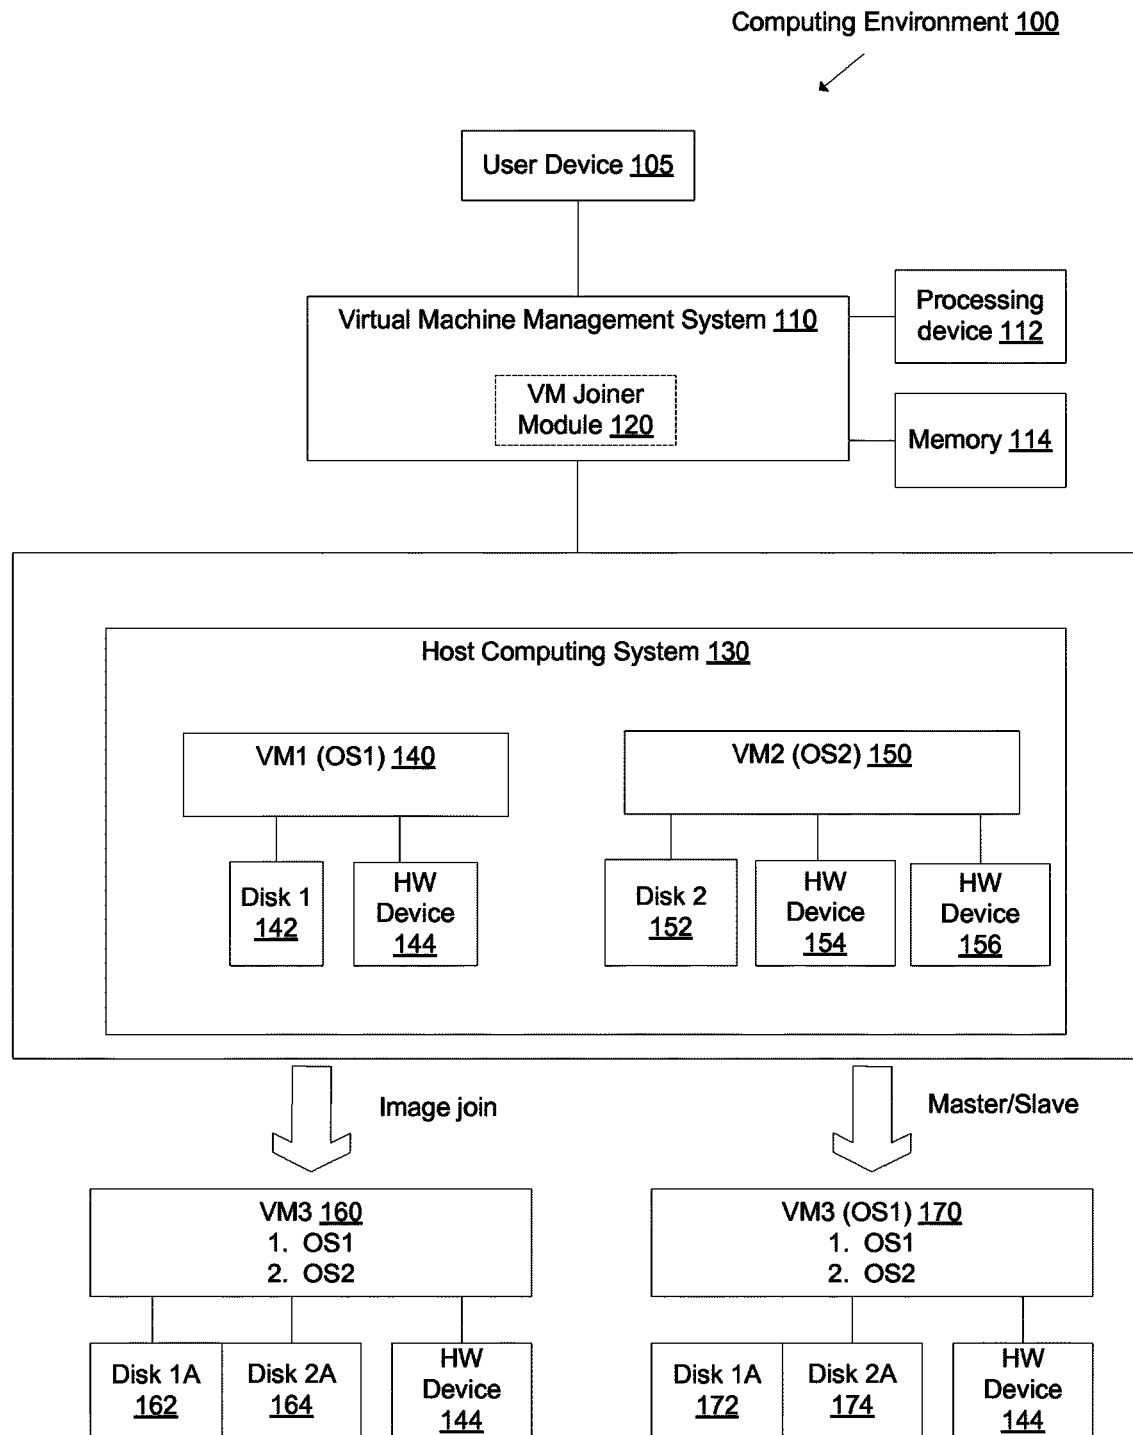 Computing Environment 100
User Device 105
Virtual Machine Management System 110
Processing
device 112
VM Joiner
Module 120
Memory 114
Host Computing System 130
VM1 (OS1) 140
VM2 (OS2) 150
Disk 1
142
HW
Device
144
Disk 2
152
HW
Device
154
HW
Device
156
Image join
Master/Slave
VM3 160
1. OS1
2. OS2
VM3 (OS1) 170
1. OS1
2. OS2
Disk 1A
162
Disk 2A
164
HW
Device
144
Disk 1A
172
Disk 2A
174
HW
Device
144